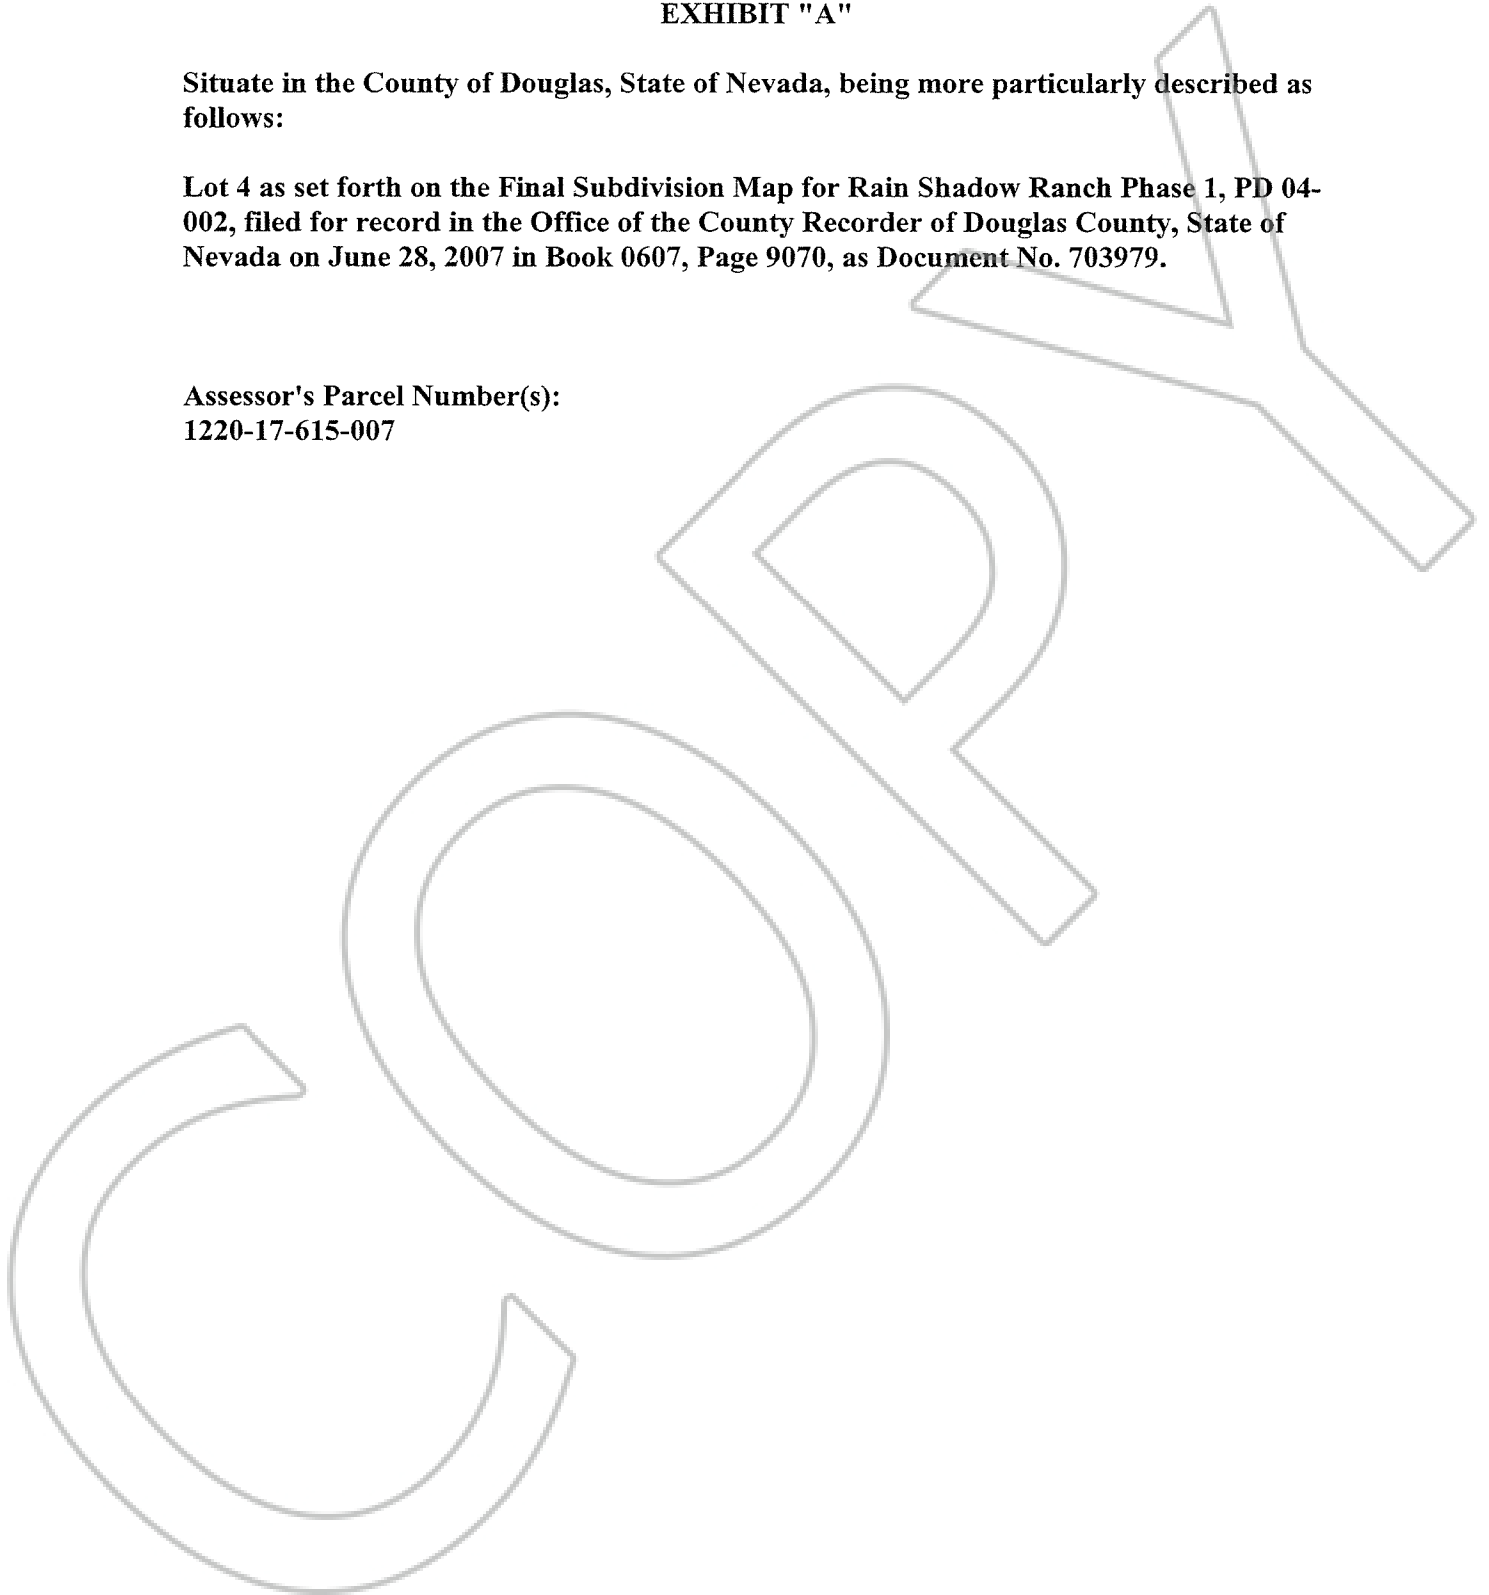 EXHIBIT "A"
Situate in the County of Douglas, State of Nevada, being more particularly described as
follows:
Lot 4 as set forth on the Final Subdivision Map for Rain Shadow Ranch Phase 1, PD 04-
002, filed for record in the Office of the County Recorder of Douglas County, State of
Nevada on June 28, 2007 in Book 0607, Page 9070, as Document No. 703979.
Assessor's Parcel Number(s):
1220-17-615-007
COPY